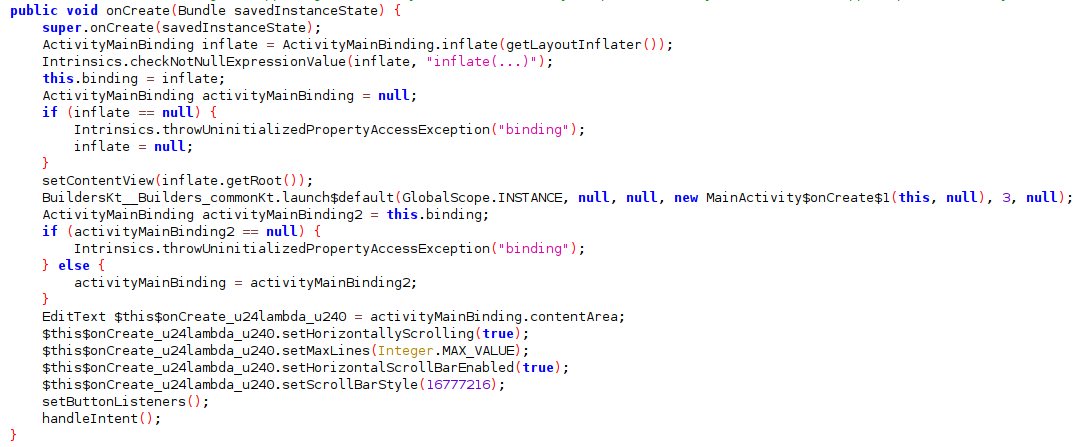 public void onCreate(Bundle savedInstanceState) {
    super.onCreate(savedInstanceState);
    ActivityMainBinding inflate = ActivityMainBinding.inflate(getLayoutInflater());
    Intrinsics.checkNotNullExpressionValue(inflate, "inflate(...)");
    this.binding = inflate;
    ActivityMainBinding activityMainBinding = null;
    if (inflate == null) {
        Intrinsics.throwUninitializedPropertyAccessException("binding");
        inflate = null;
    }
    setContentView(inflate.getRoot());
    BuildersKt__Builders_commonKt.launch$default(GlobalScope.INSTANCE, null, null, new MainActivity$onCreate$1(this, null), 3, null);
    ActivityMainBinding activityMainBinding2 = this.binding;
    if (activityMainBinding2 == null) {
        Intrinsics.throwUninitializedPropertyAccessException("binding");
    } else {
        activityMainBinding = activityMainBinding2;
    }
    EditText $this$onCreate_u24lambda_u240 = activityMainBinding.contentArea;
    $this$onCreate_u24lambda_u240.setHorizontallyScrolling(true);
    $this$onCreate_u24lambda_u240.setMaxLines(Integer.MAX_VALUE);
    $this$onCreate_u24lambda_u240.setHorizontalScrollBarEnabled(true);
    $this$onCreate_u24lambda_u240.setScrollBarStyle(16777216);
    setButtonListeners();
    handleIntent();
}